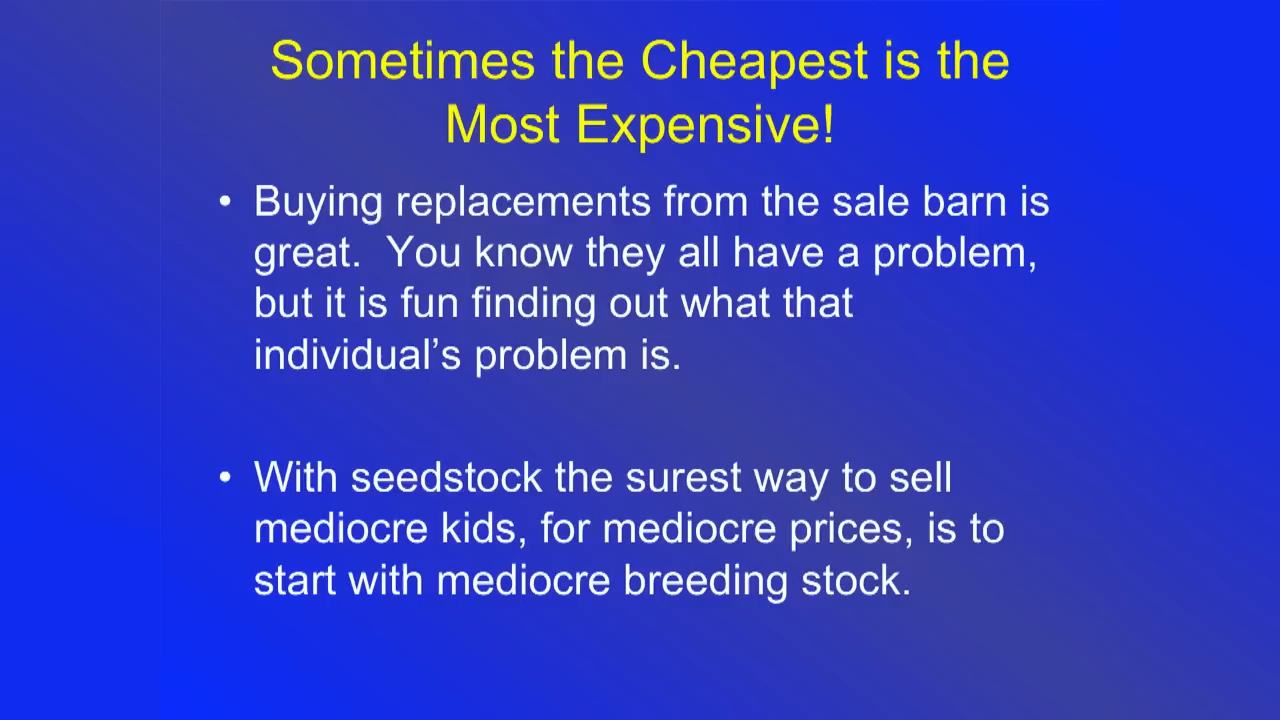 Sometimes the Cheapest is the
Most Expensive!
• Buying replacements from the sale barn is
great.  You know they all have a problem,
but it is fun finding out what that
individual’s problem is.
• With seedstock the surest way to sell
mediocre kids, for mediocre prices, is to
start with mediocre breeding stock.